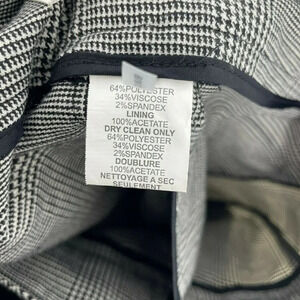 64%POLYESTER
34%VISCOSE
2%SPANDEX
LINING
100%ACETATE
DRY CLEAN ONLY
64%POLYESTER
34%VISCOSE
2%SPANDEX
DOUBLURE
100%ACETATE
NETTOYAGE A SEC
SEULEMENT